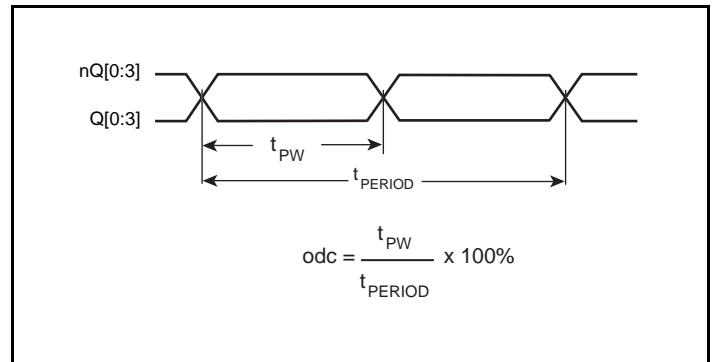 nQ[0:3]
Q[0:3]
tPW
tPERIOD
odc = tPW / tPERIOD x 100%